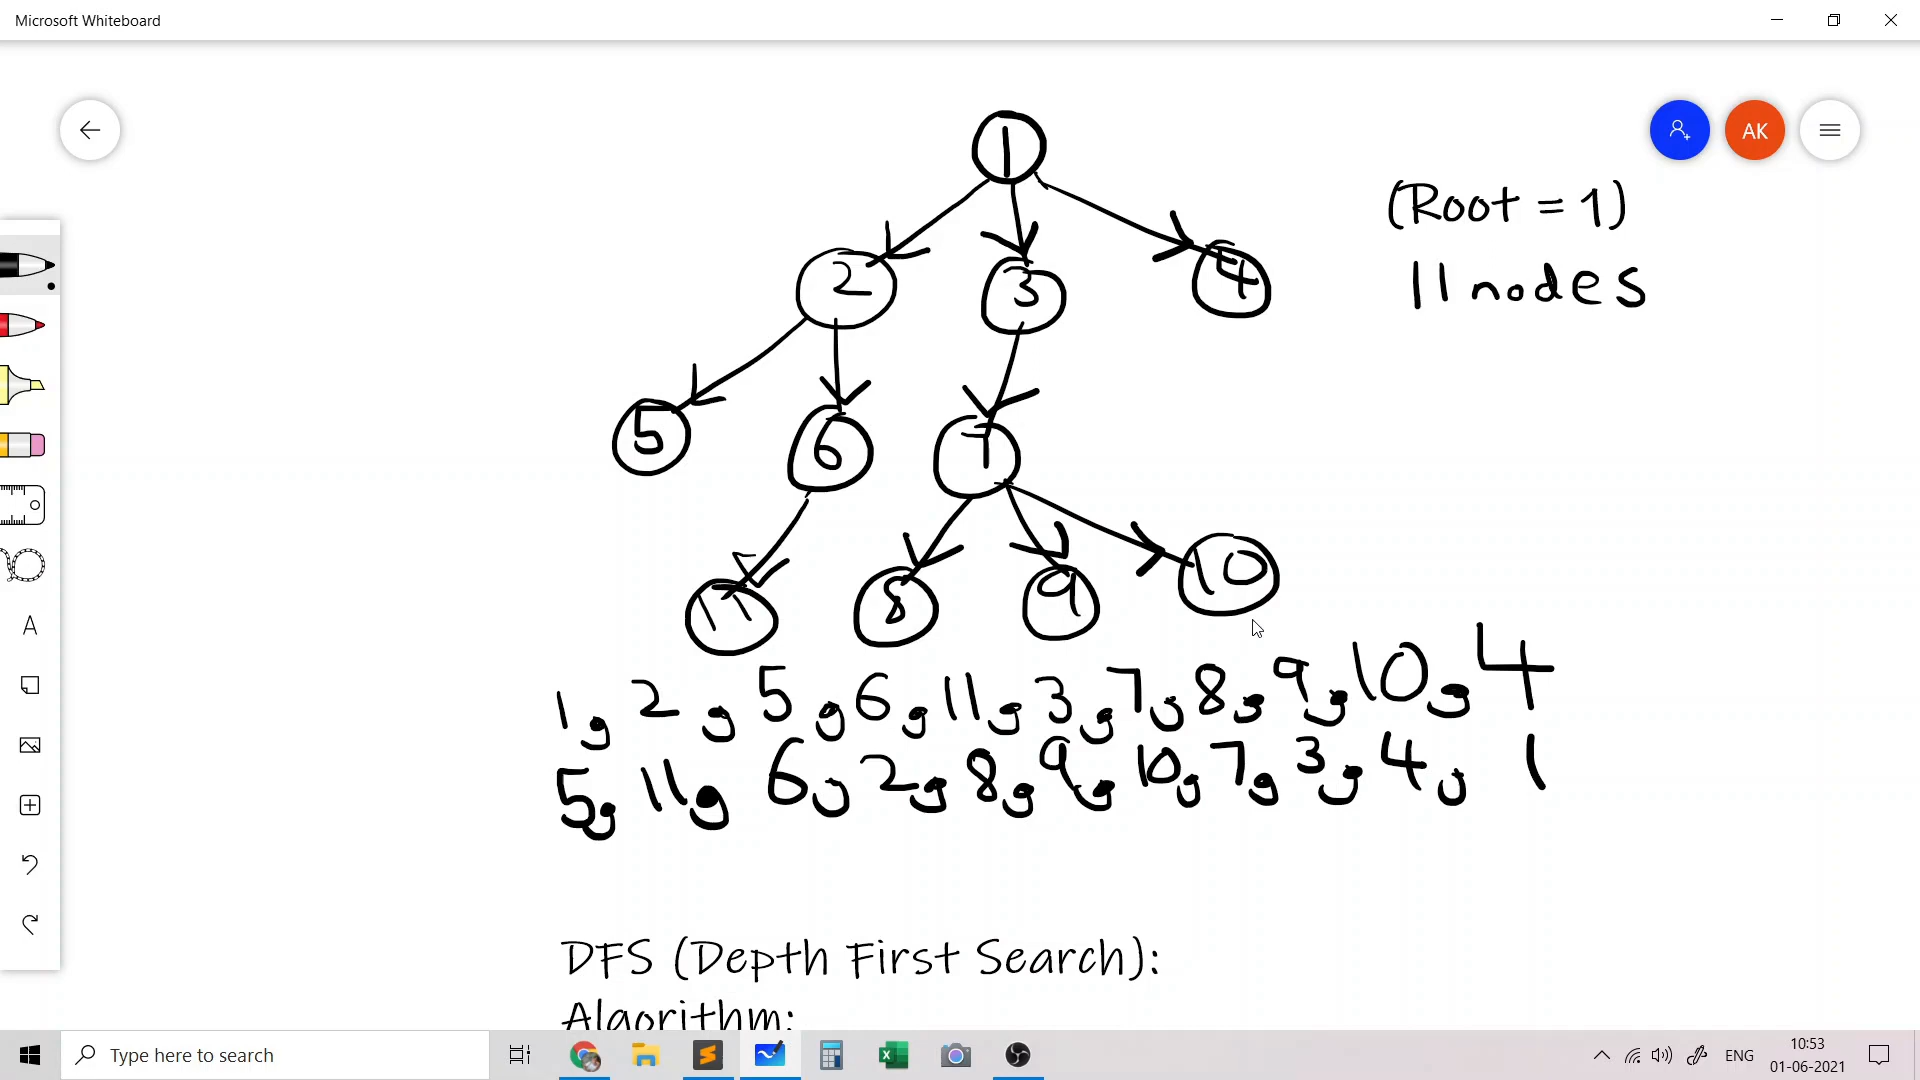 Microsoft Whiteboard
AK
1
(Root = 1)
11 nodes
2 3 4
5 6 7
11 8 9 10
1, 2, 5, 6, 11, 3, 7, 8, 9, 10, 4
5, 11, 6, 2, 8, 9, 10, 7, 3, 4, 1
DFS (Depth First Search):
Algorithm:
Type here to search
ENG
10:53
01-06-2021